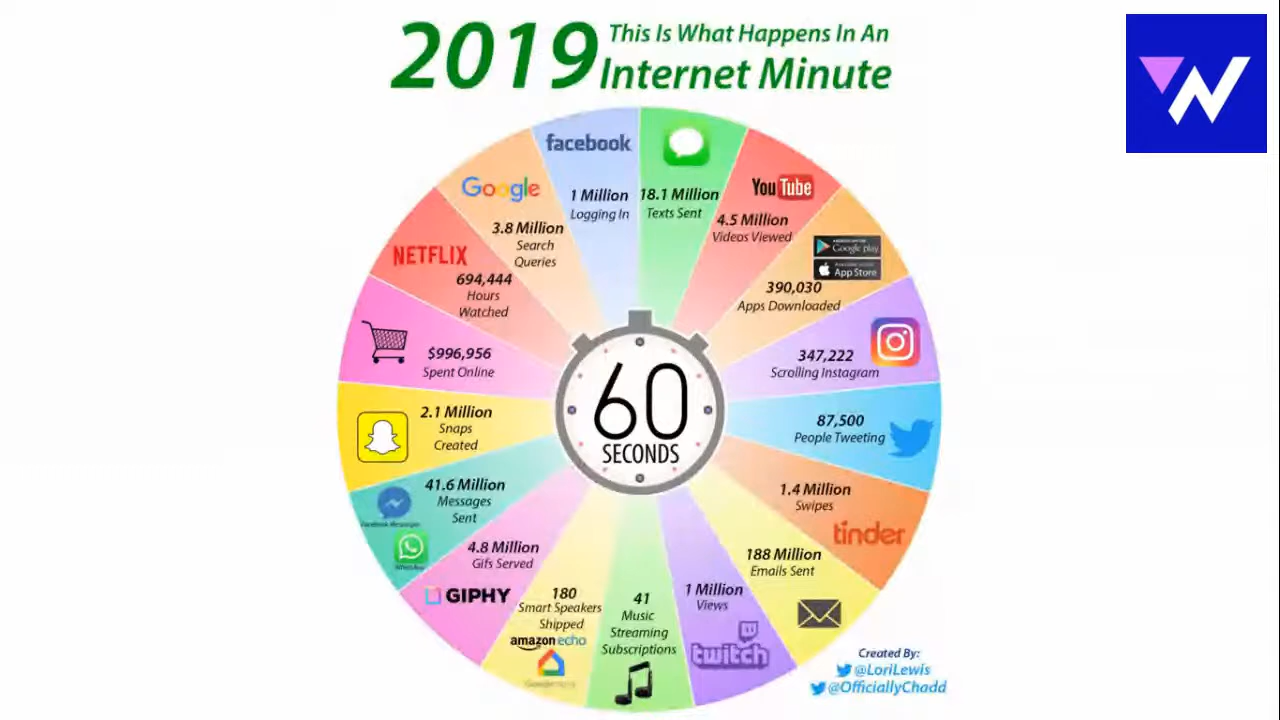 2019
This Is What Happens In An
Internet Minute
facebook
1 Million
Logging In
18.1 Million
Texts Sent
YouTube
4.5 Million
Videos Viewed
Google play
App Store
390,030
Apps Downloaded
347,222
Scrolling Instagram
87,500
People Tweeting
1.4 Million
Swipes
tinder
188 Million
Emails Sent
1 Million
Views
twitch
41
Music
Streaming
Subscriptions
180
Smart Speakers
Shipped
amazon echo
4.8 Million
Gifs Served
GIPHY
41.6 Million
Messages
Sent
Facebook Messenger
WhatsApp
2.1 Million
Snaps
Created
$996,956
Spent Online
NETFLIX
694,444
Hours
Watched
Google
3.8 Million
Search
Queries
60
SECONDS
Created By:
@LoriLewis
@OfficiallyChadd
W